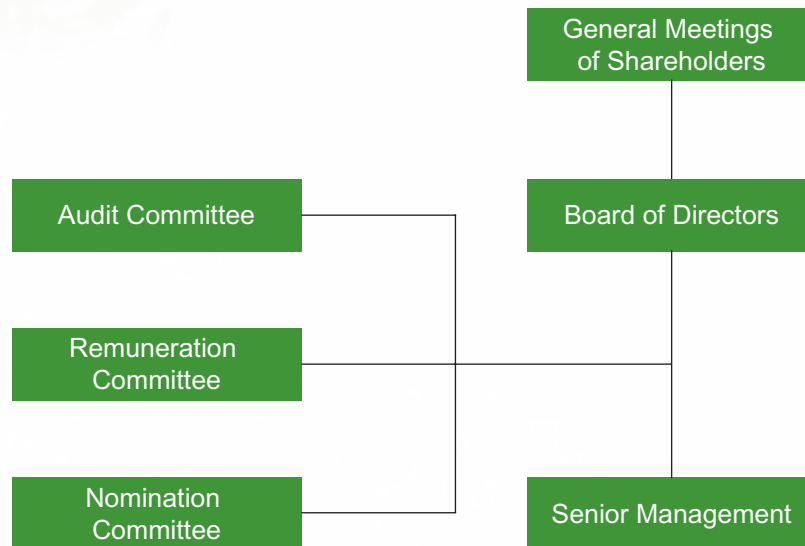 General Meetings
of Shareholders
Audit Committee
Board of Directors
Remuneration
Committee
Nomination
Committee
Senior Management